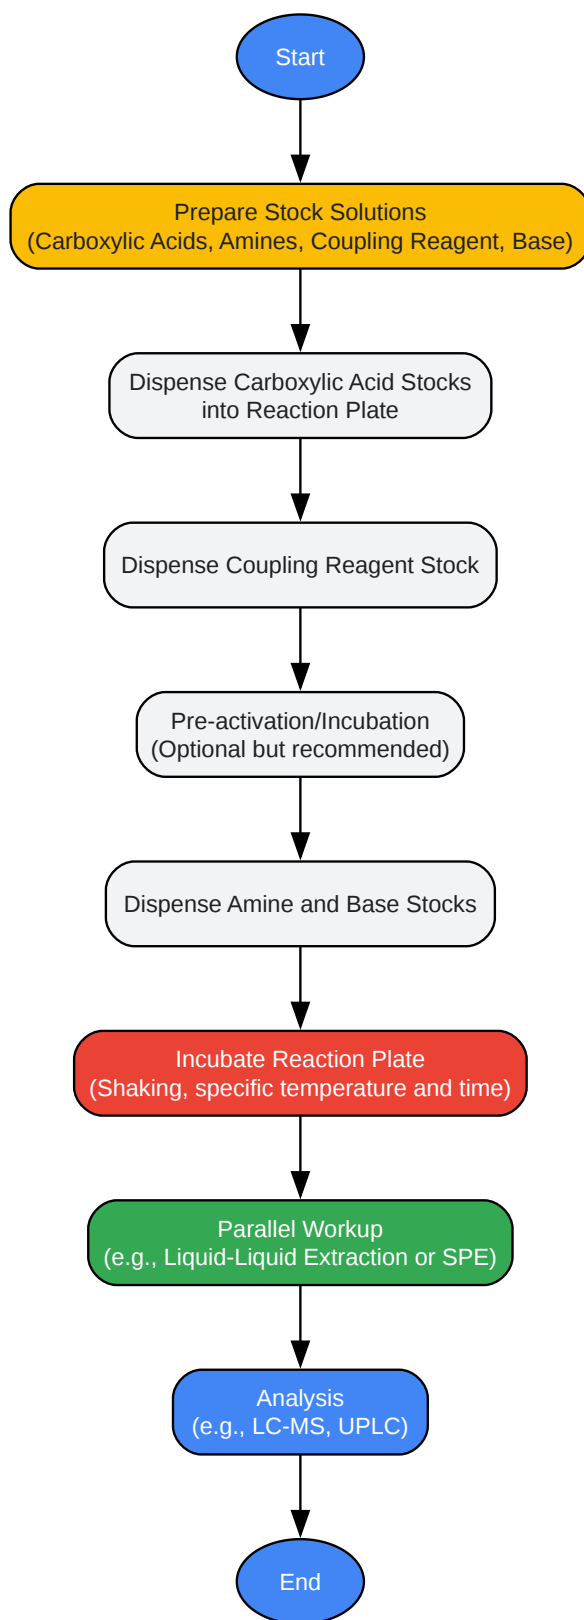 Start
Prepare Stock Solutions
(Carboxylic Acids, Amines, Coupling Reagent, Base)
Dispense Carboxylic Acid Stocks
into Reaction Plate
Dispense Coupling Reagent Stock
Pre-activation/Incubation
(Optional but recommended)
Dispense Amine and Base Stocks
Incubate Reaction Plate
(Shaking, specific temperature and time)
Parallel Workup
(e.g., Liquid-Liquid Extraction or SPE)
Analysis
(e.g., LC-MS, UPLC)
End